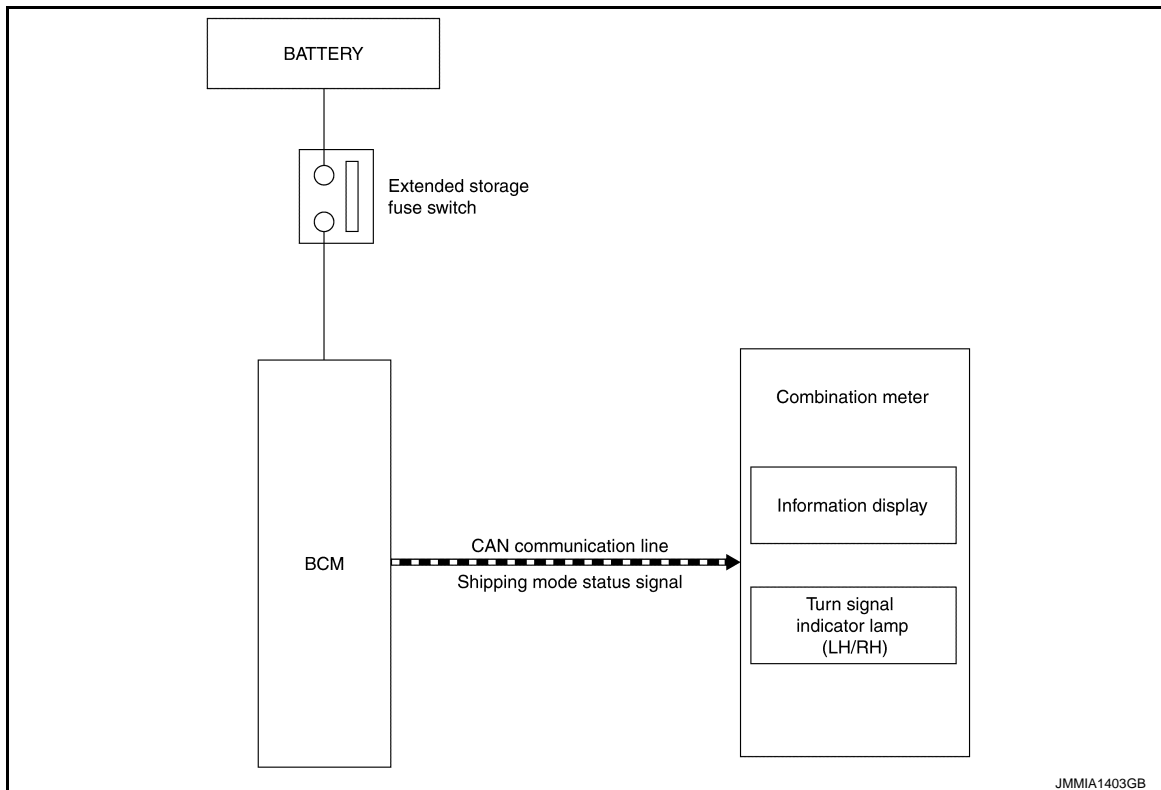 BATTERY
Extended storage
fuse switch
Combination meter
Information display
CAN communication line
BCM
Shipping mode status signal
Turn signal
indicator lamp
(LH/RH)
JMMIA1403GB